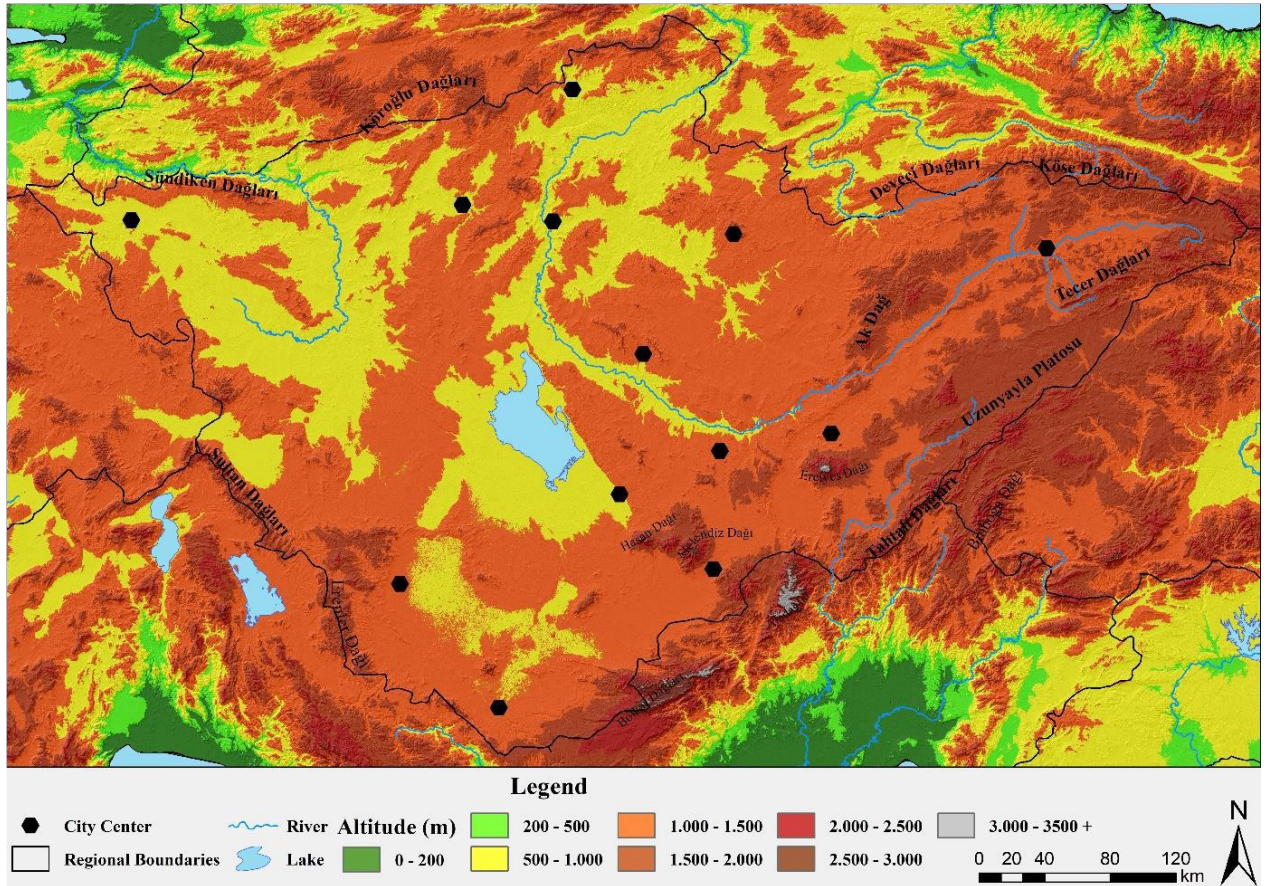 Köroğlu Dağları
Sündiken Dağları
Deveci Dağları
Köse Dağları
Tecer Dağları
Ak Dağ
Uzunyayla Platosu
Erciyes Dağı
Sultan Dağları
Hasan Dağı
Melendiz Dağı
Tahtalı Dağları
Binboğa Dağı
Bolkar Dağları
Legend
City Center
River
Altitude (m)
200 - 500
1.000 - 1.500
2.000 - 2.500
3.000 - 3500 +
N
Regional Boundaries
Lake
0 - 200
500 - 1.000
1.500 - 2.000
2.500 - 3.000
0 20 40 80 120
km